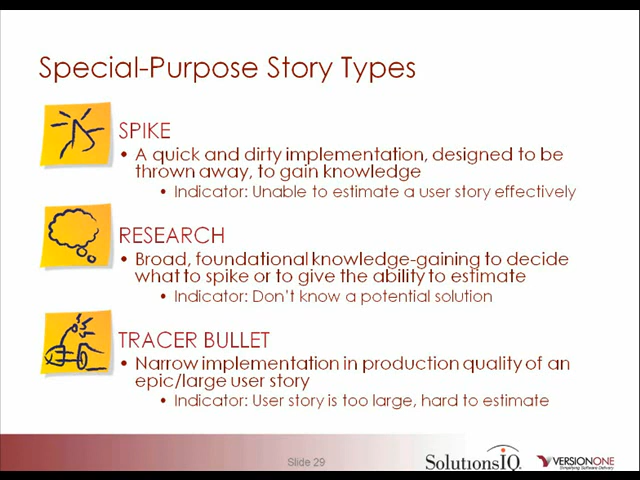 Special-Purpose Story Types
SPIKE
• A quick and dirty implementation, designed to be
thrown away, to gain knowledge
• Indicator: Unable to estimate a user story effectively
RESEARCH
• Broad, foundational knowledge-gaining to decide
what to spike or to give the ability to estimate
• Indicator: Don't know a potential solution
TRACER BULLET
• Narrow implementation in production quality of an
epic/large user story
• Indicator: User story is too large, hard to estimate
Slide 29
SolutionsIQ
VERSIONONE
Simplifying Software Delivery